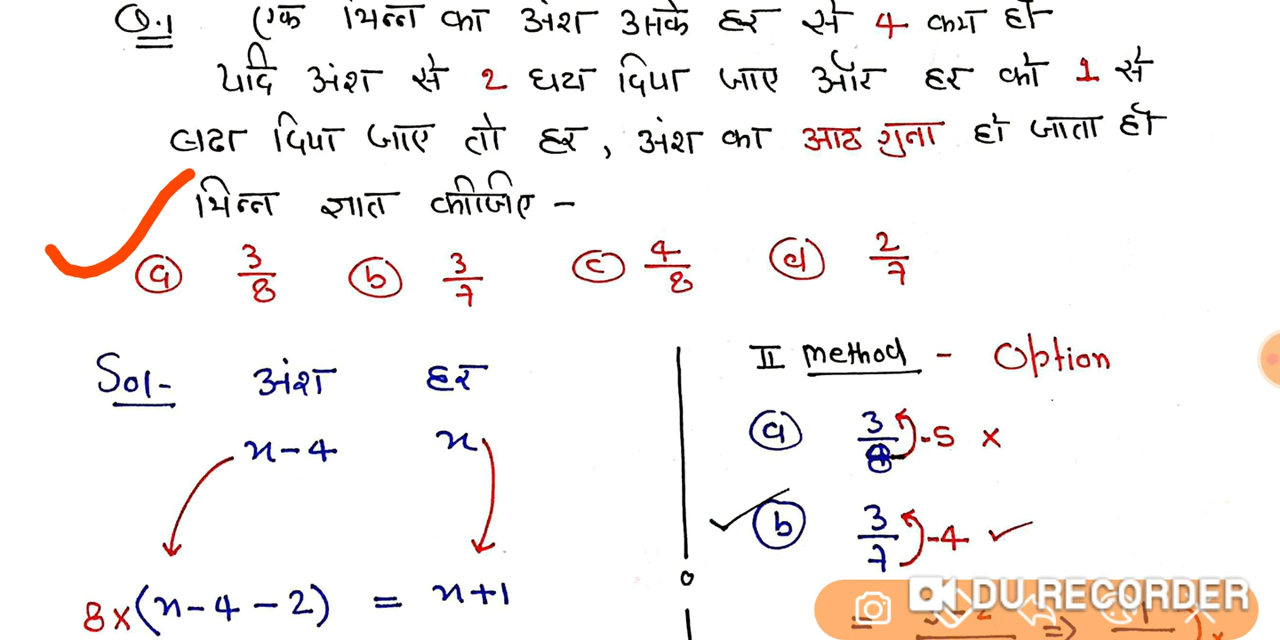 Q.1 एक भिन्न का अंश उसके हर से 4 कम है
यदि अंश से 2 घटा दिया जाए और हर को 1 से
बढा दिया जाए तो हर, अंश का आठ गुना हो जाता है
भिन्न ज्ञात कीजिए -
(a) 3/8 (b) 3/7 (c) 4/8 (d) 2/7
Sol- अंश हर
x-4 x
8×(x-4-2) = x+1
II method - Option
(a) 3/8 -5 ×
(b) 3/7 -4 ✓
DU RECORDER